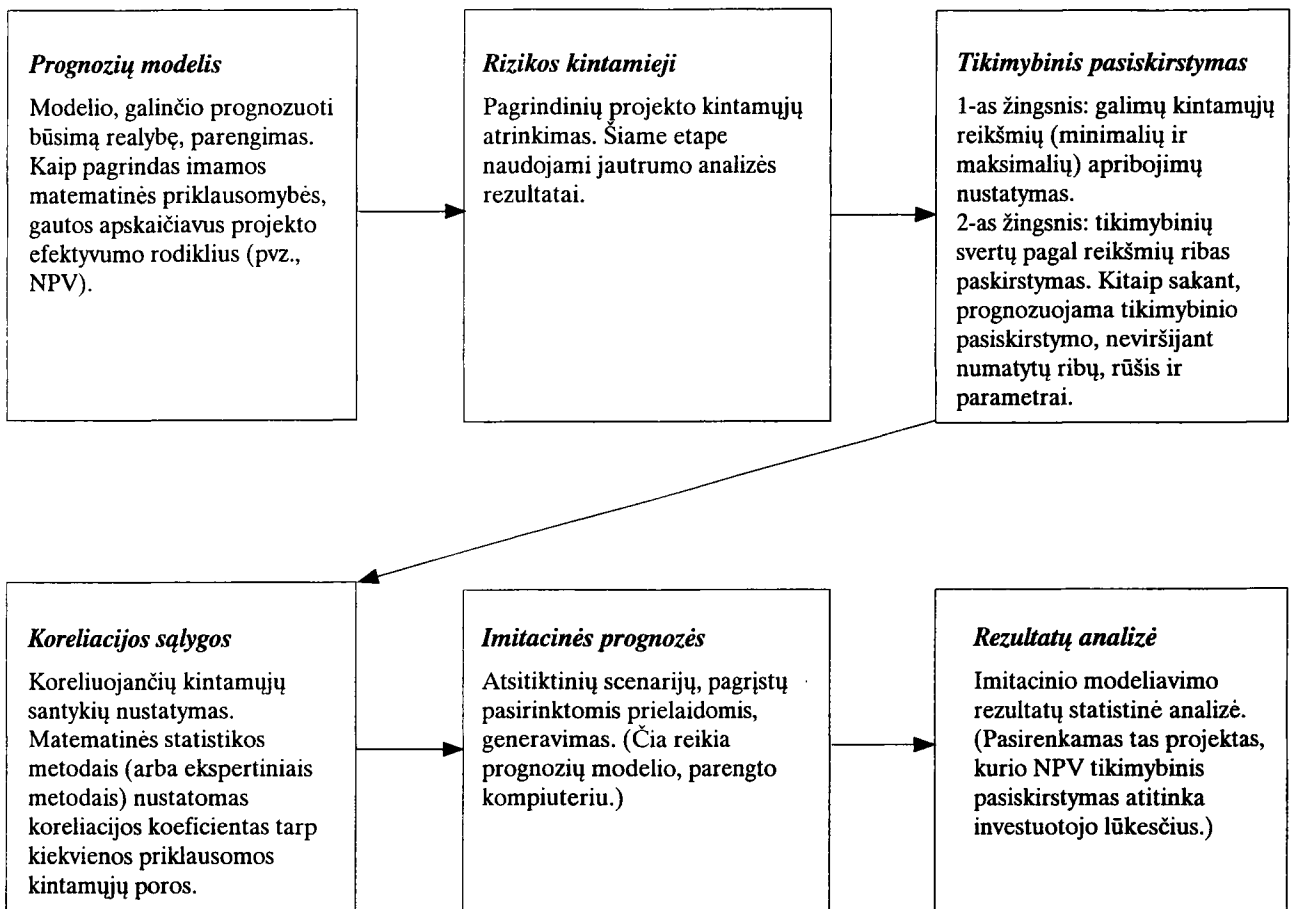 Prognozių modelis
Modelio, galinčio prognozuoti
būsimą realybę, parengimas.
Kaip pagrindas imamos
matematinės priklausomybės,
gautos apskaičiavus projekto
efektyvumo rodiklius (pvz.,
NPV).
Rizikos kintamieji
Pagrindinių projekto kintamųjų
atrinkimas. Šiame etape
naudojami jautrumo analizės
rezultatai.
Tikimybinis pasiskirstymas
1-as žingsnis: galimų kintamųjų
reikšmių (minimalių ir
maksimalių) apribojimų
nustatymas.
2-as žingsnis: tikimybinių
svertų pagal reikšmių ribas
paskirstymas. Kitaip sakant,
prognozuojama tikimybinio
pasiskirstymo, neviršijant
numatytų ribų, rūšis ir
parametrai.
Koreliacijos sąlygos
Koreliuojančių kintamųjų
santykių nustatymas.
Matematinės statistikos
metodais (arba ekspertiniais
metodais) nustatomas
koreliacijos koeficientas tarp
kiekvienos priklausomos
kintamųjų poros.
Imitacinės prognozės
Atsitiktinių scenarijų, pagrįstų
pasirinktomis prielaidomis,
generavimas. (Čia reikia
prognozių modelio, parengto
kompiuteriu.)
Rezultatų analizė
Imitacinio modeliavimo
rezultatų statistinė analizė.
(Pasirenkamas tas projektas,
kurio NPV tikimybinis
pasiskirstymas atitinka
investuotojo lūkesčius.)